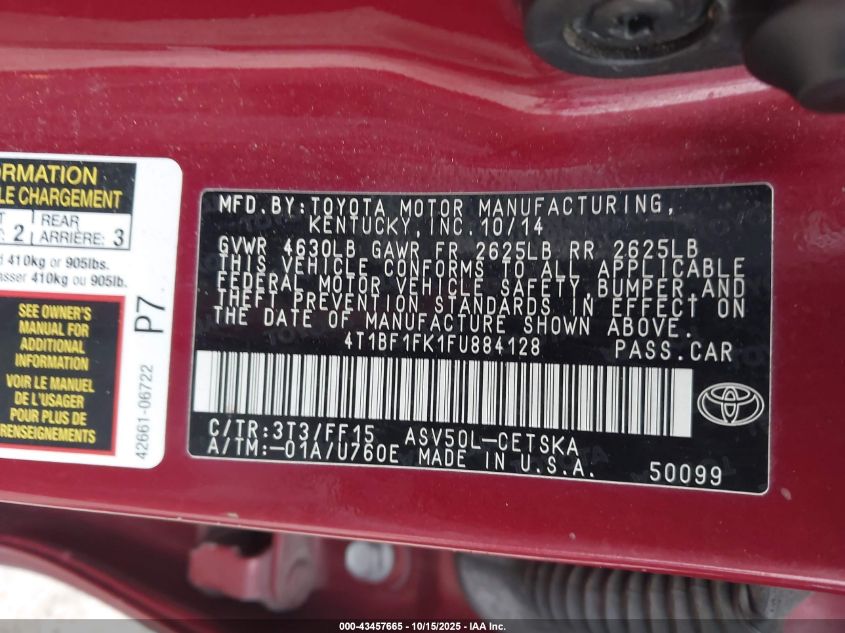 ORMATION
LE CHARGEMENT
2
REAR
ARRIÈRE: 3
410kg or 905lbs.
asser 410kg ou 905lb.
SEE OWNER'S
MANUAL FOR
ADDITIONAL
INFORMATION
VOIR LE MANUEL
DE L'USAGER
POUR PLUS DE
RENSEIGNEMENTS
P7
42661-06722
MFD.BY:TOYOTA MOTOR MANUFACTURING,
KENTUCKY, INC.10/14
GVWR 4630LB GAWR FR 2625LB RR 2625LB
THIS VEHICLE CONFORMS TO ALL APPLICABLE
FEDERAL MOTOR VEHICLE SAFETY, BUMPER AND
THEFT PREVENTION STANDARDS IN EFFECT ON
THE DATE OF MANUFACTURE SHOWN ABOVE.
4T1BF1FK1FU884128 PASS.CAR
C/TR:3T3/FF15 ASV50L-CETSKA
A/TM:-01A/U760E MADE IN U.S.A. 50099
000-43457665 - 10/15/2025 - IAA Inc.